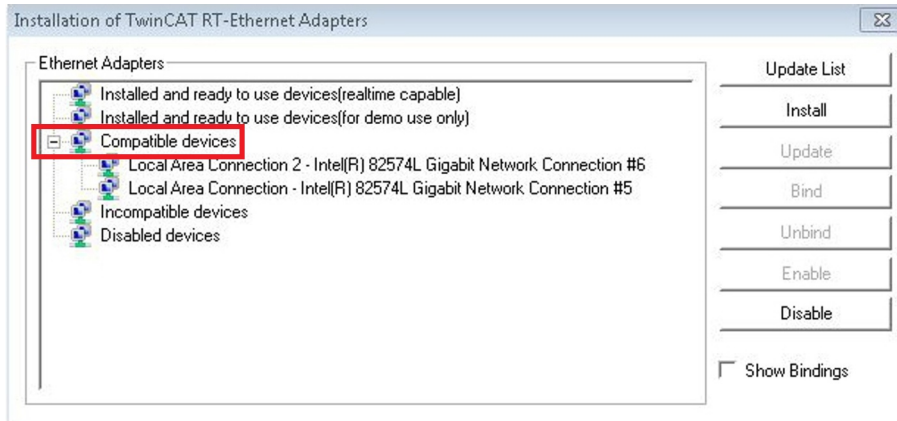 Installation of TwinCAT RT-Ethernet Adapters
Ethernet Adapters
Installed and ready to use devices(realtime capable)
Installed and ready to use devices(for demo use only)
Compatible devices
Local Area Connection 2 - Intel(R) 82574L Gigabit Network Connection #6
Local Area Connection - Intel(R) 82574L Gigabit Network Connection #5
Incompatible devices
Disabled devices
Update List
Install
Update
Bind
Unbind
Enable
Disable
Show Bindings